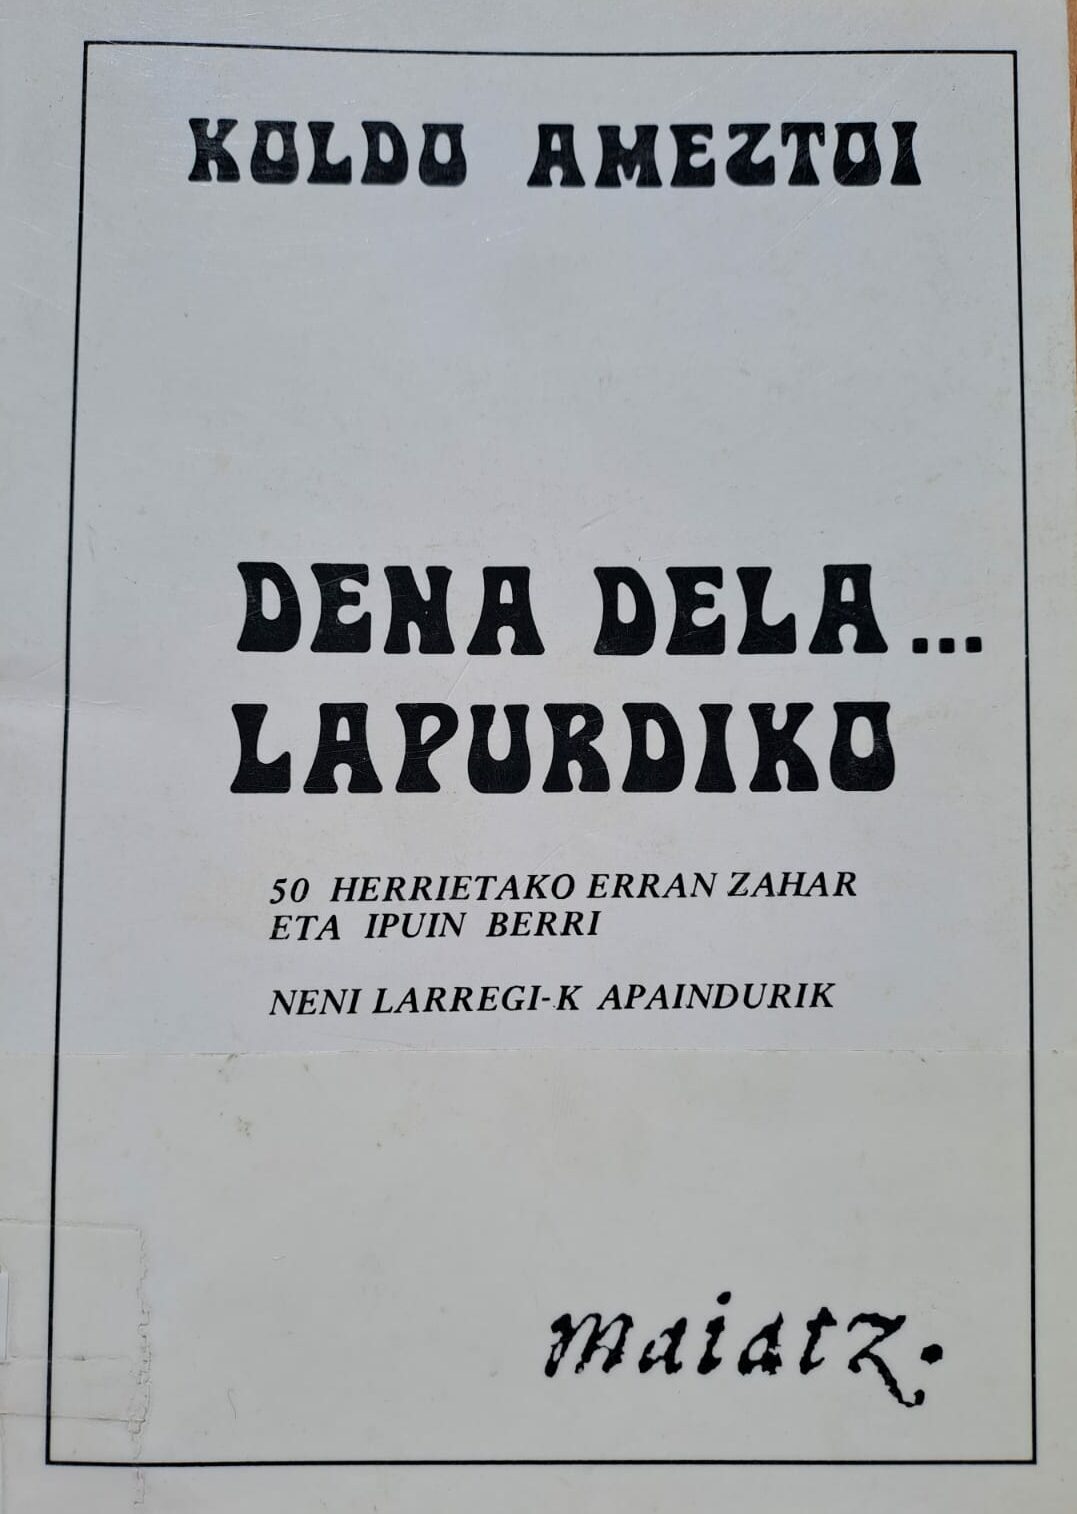 KOLDO AMEZTOI
DENA DELA...
LAPURDIKO
50 HERRIETAKO ERRAN ZAHAR
ETA IPUIN BERRI
NENI LARREGI-K APAINDURIK
maiatz.